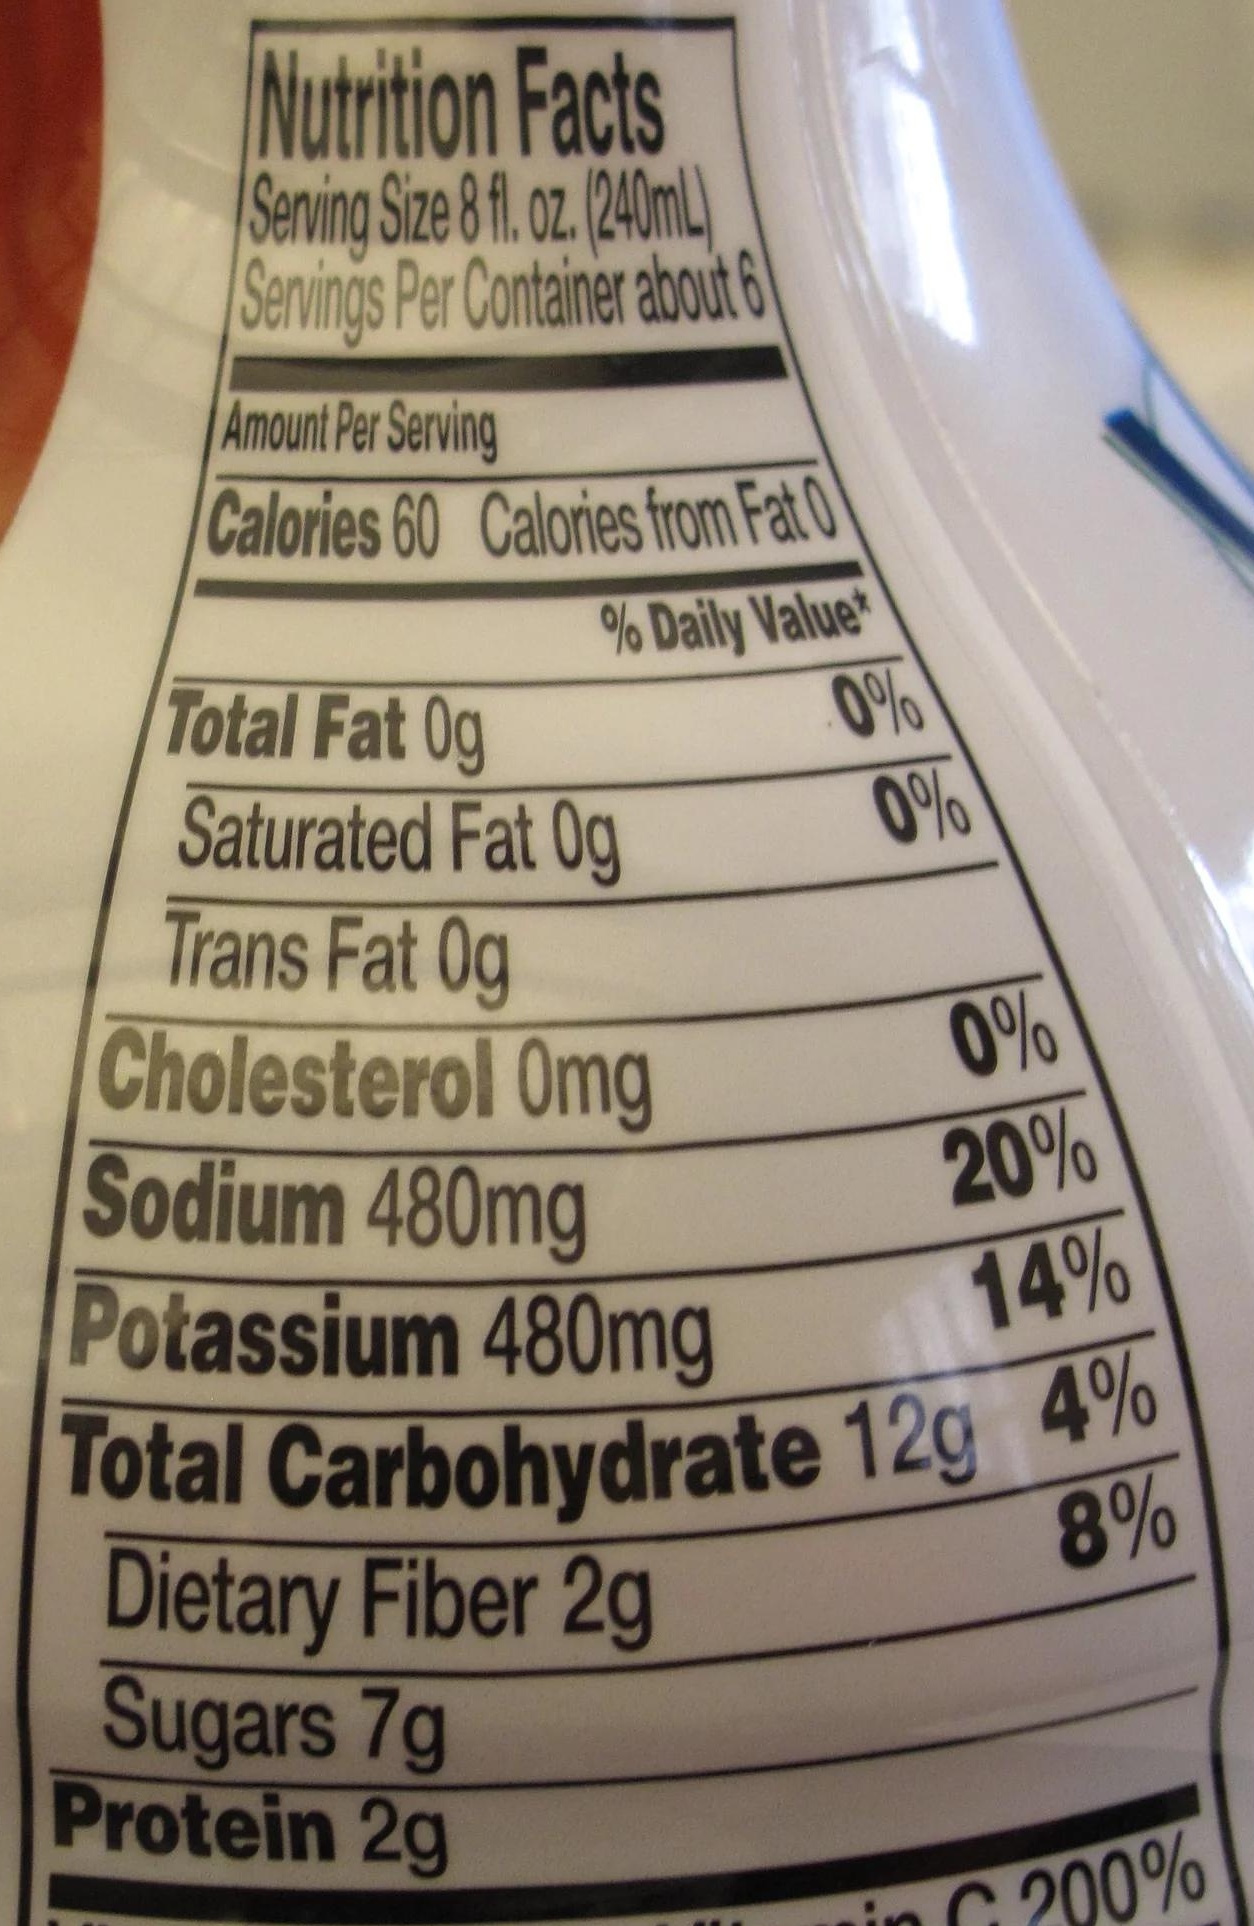 Nutrition Facts
Serving Size 8 fl. oz. (240mL)
Servings Per Container about 6
Amount Per Serving
Calories 60 Calories from Fat 0
% Daily Value*
Total Fat 0g 0%
Saturated Fat 0g 0%
Trans Fat 0g
Cholesterol 0mg 0%
Sodium 480mg 20%
Potassium 480mg 14%
Total Carbohydrate 12g 4%
Dietary Fiber 2g 8%
Sugars 7g
Protein 2g
C 200%